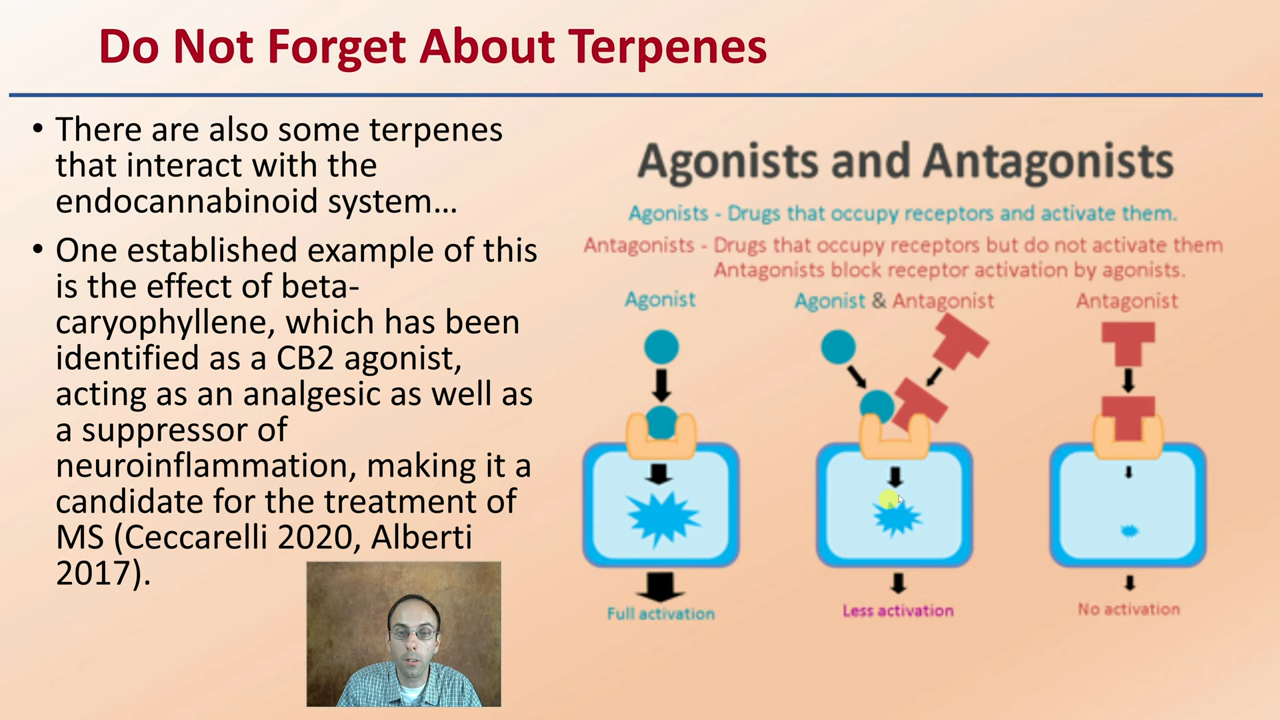 Do Not Forget About Terpenes
• There are also some terpenes
that interact with the
endocannabinoid system…
• One established example of this
is the effect of beta-
caryophyllene, which has been
identified as a CB2 agonist,
acting as an analgesic as well as
a suppressor of
neuroinflammation, making it a
candidate for the treatment of
MS (Ceccarelli 2020, Alberti
2017).
Agonists and Antagonists
Agonists - Drugs that occupy receptors and activate them.
Antagonists - Drugs that occupy receptors but do not activate them
Antagonists block receptor activation by agonists.
Agonist
Agonist & Antagonist
Antagonist
Full activation
Less activation
No activation